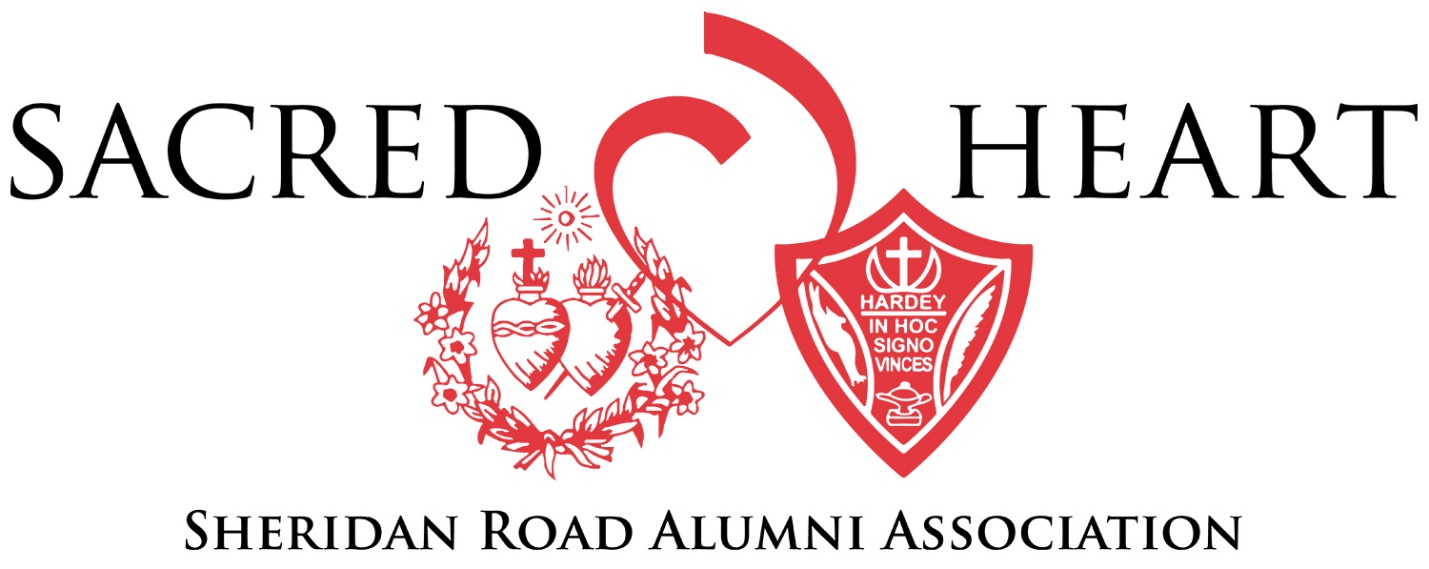 SACRED HEART
HARDEY
IN HOC
SIGNO
VINCES
SHERIDAN ROAD ALUMNI ASSOCIATION